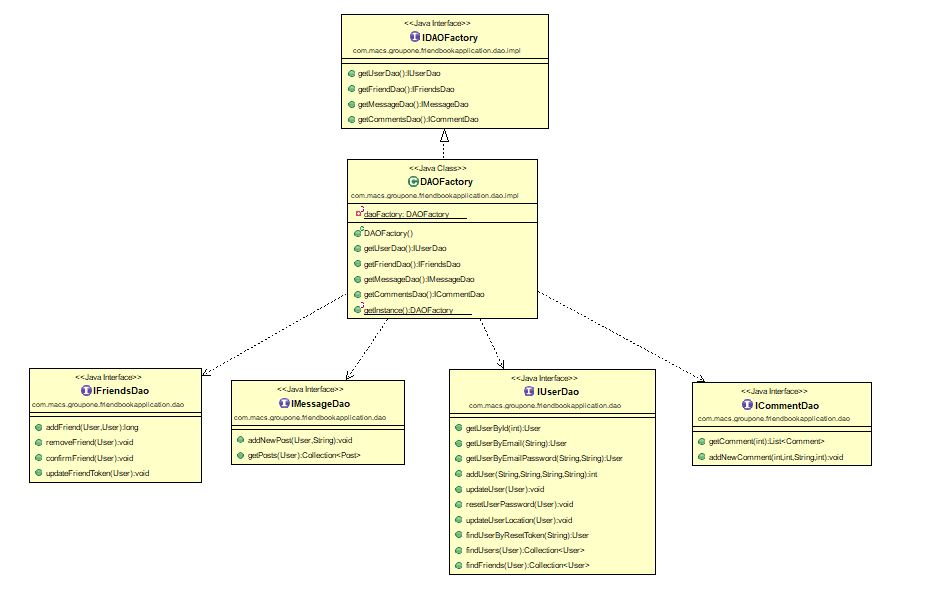 <<Java Interface>>
IDAOFactory
com.macs.groupone.friendbookapplication.dao.impl
getUserDao():IUserDao
getFriendDao():IFriendsDao
getMessageDao():IMessageDao
getCommentsDao():ICommentDao
<<Java Class>>
DAOFactory
com.macs.groupone.friendbookapplication.dao.impl
daoFactory: DAOFactory
DAOFactory()
getUserDao():IUserDao
getFriendDao():IFriendsDao
getMessageDao():IMessageDao
getCommentsDao():ICommentDao
getInstance():DAOFactory
<<Java Interface>>
IFriendsDao
com.macs.groupone.friendbookapplication.dao
addFriend(User,User):long
removeFriend(User):void
confirmFriend(User):void
updateFriendToken(User):void
<<Java Interface>>
IMessageDao
com.macs.groupone.friendbookapplication.dao
addNewPost(User,String):void
getPosts(User):Collection<Post>
<<Java Interface>>
IUserDao
com.macs.groupone.friendbookapplication.dao
getUserById(int):User
getUserByEmail(String):User
getUserByEmailPassword(String,String):User
addUser(String,String,String,String):int
updateUser(User):void
resetUserPassword(User):void
updateUserLocation(User):void
findUserByResetToken(String):User
findUsers(User):Collection<User>
findFriends(User):Collection<User>
<<Java Interface>>
ICommentDao
com.macs.groupone.friendbookapplication.dao
getComment(int):List<Comment>
addNewComment(int,int,String,int):void